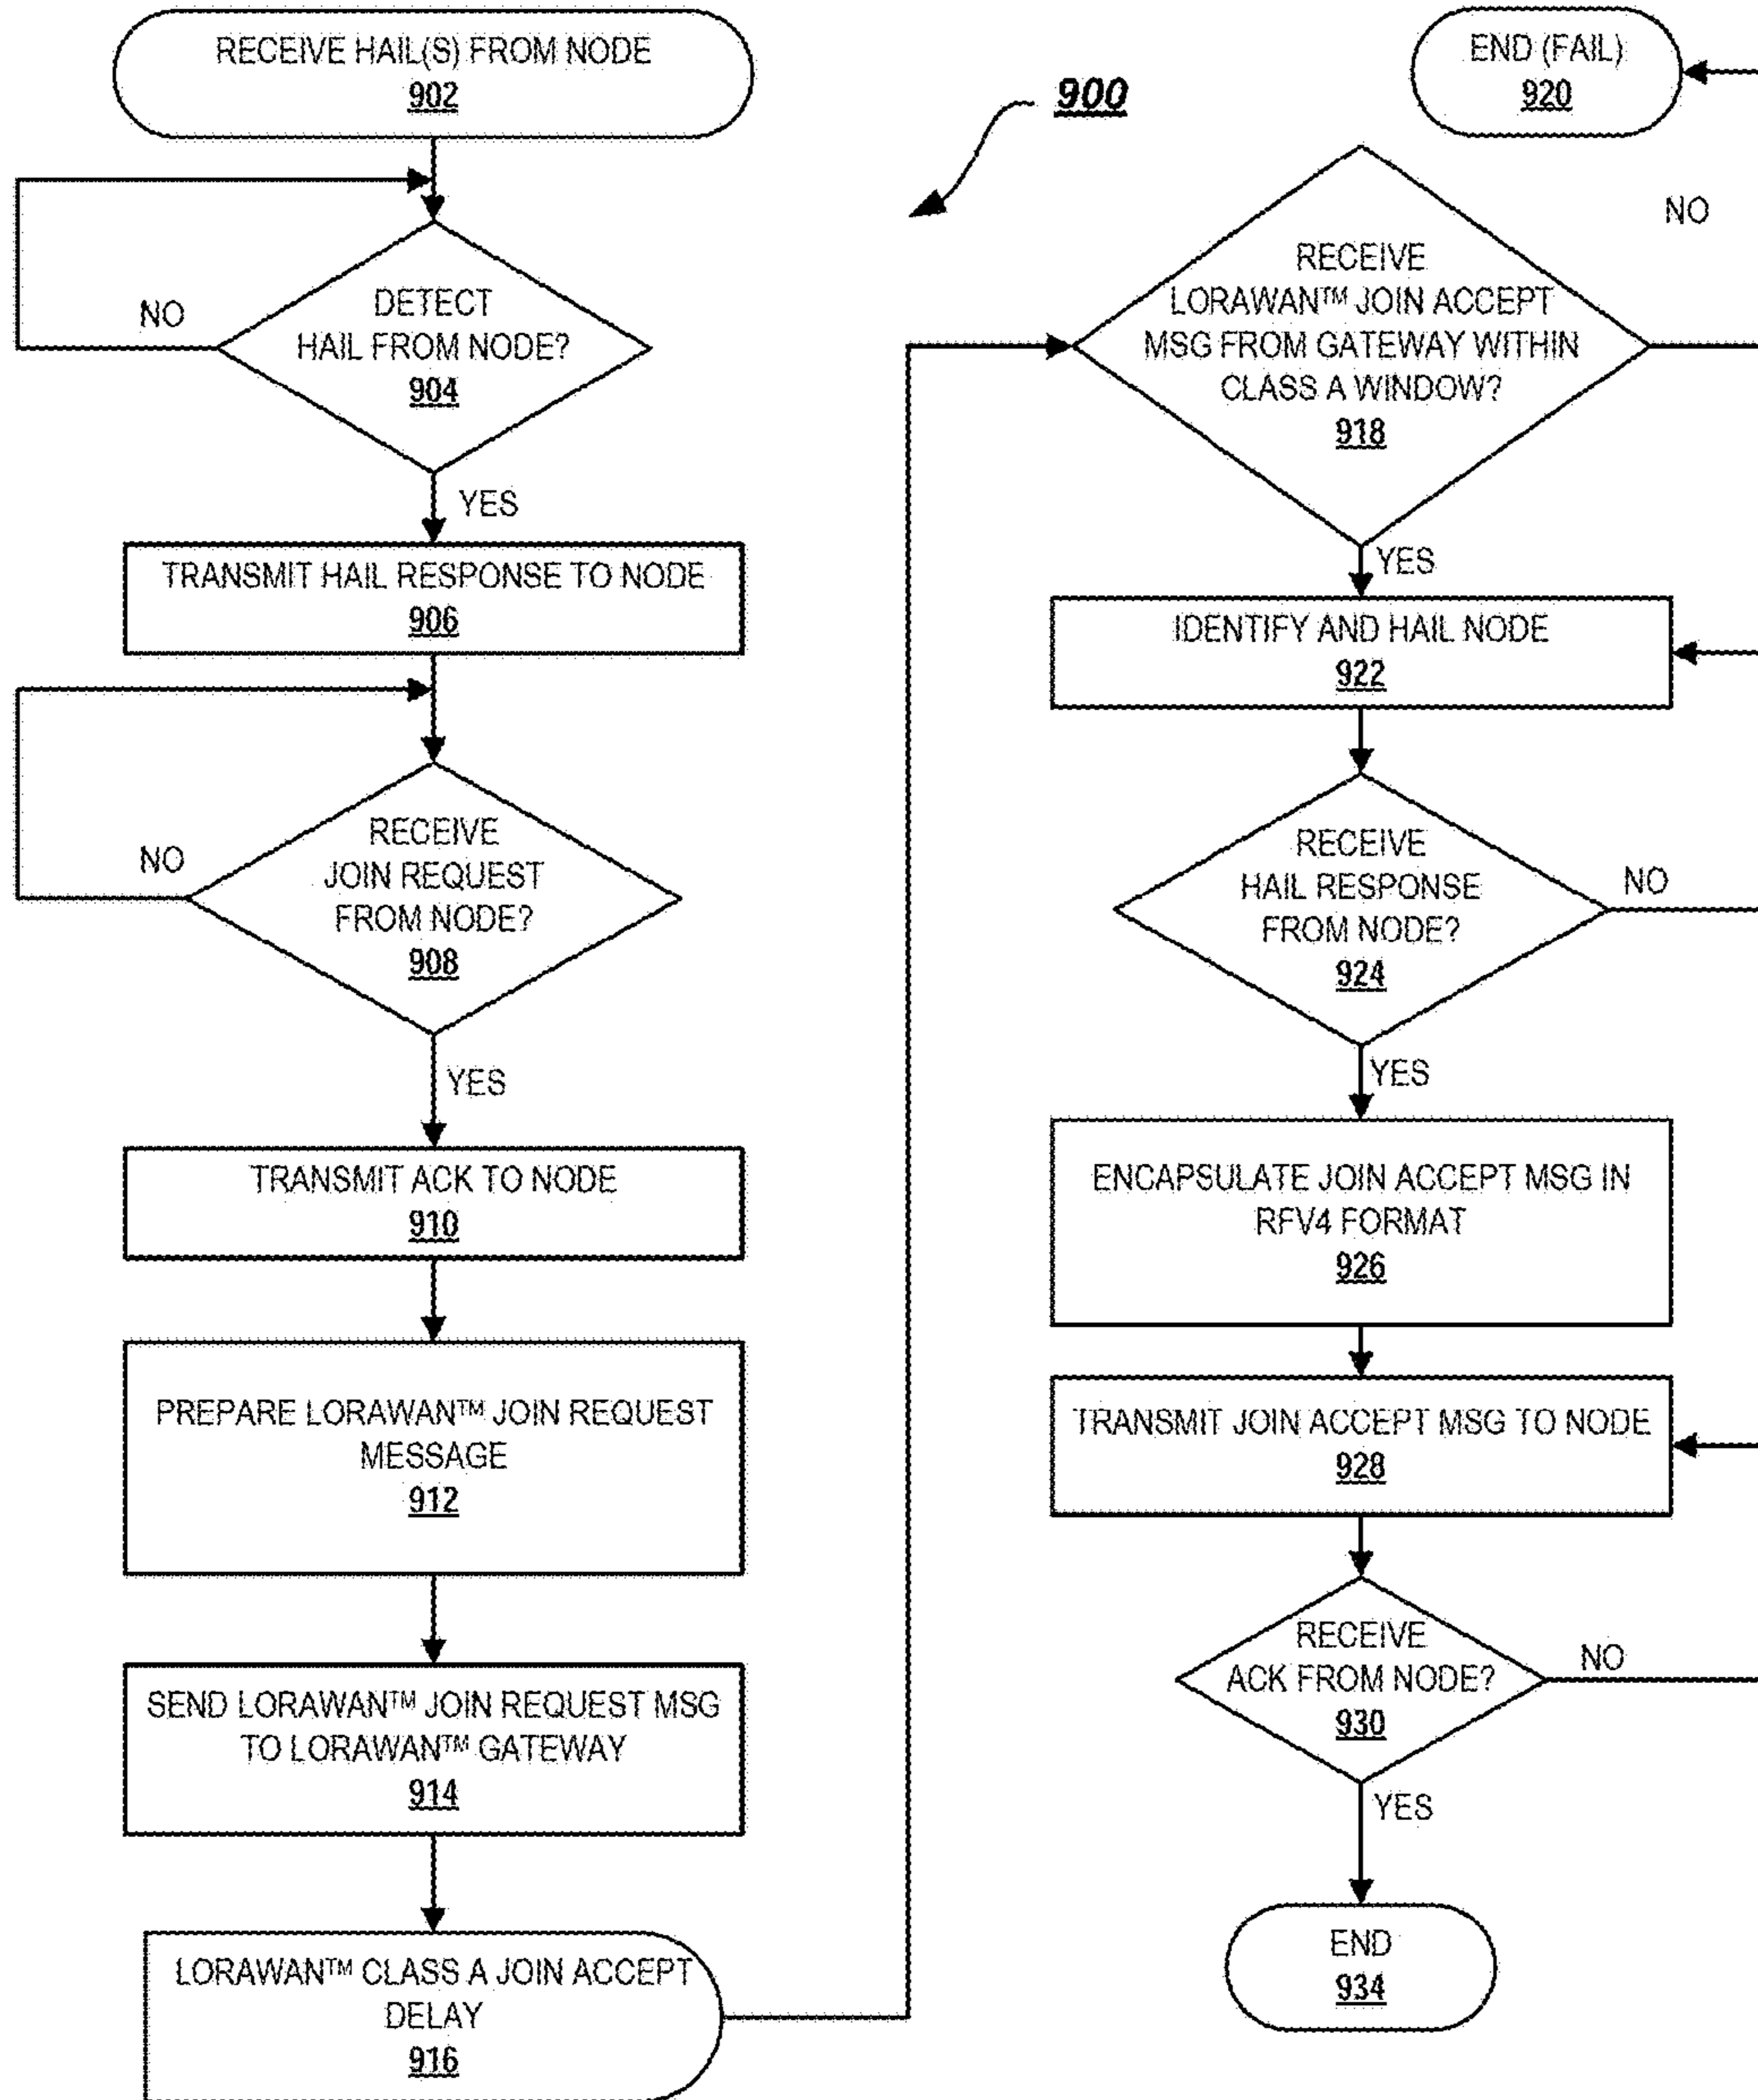 RECEIVE HAIL(S) FROM NODE
902
DETECT
HAIL FROM NODE?
904
NO
YES
TRANSMIT HAIL RESPONSE TO NODE
906
RECEIVE
JOIN REQUEST
FROM NODE?
908
NO
YES
TRANSMIT ACK TO NODE
910
PREPARE LORAWAN™ JOIN REQUEST
MESSAGE
912
SEND LORAWAN™ JOIN REQUEST MSG
TO LORAWAN™ GATEWAY
914
LORAWAN™ CLASS A JOIN ACCEPT
DELAY
916
900
END (FAIL)
920
RECEIVE
LORAWAN™ JOIN ACCEPT
MSG FROM GATEWAY WITHIN
CLASS A WINDOW?
918
NO
YES
IDENTIFY AND HAIL NODE
922
RECEIVE
HAIL RESPONSE
FROM NODE?
924
NO
YES
ENCAPSULATE JOIN ACCEPT MSG IN
RFV4 FORMAT
926
TRANSMIT JOIN ACCEPT MSG TO NODE
928
RECEIVE
ACK FROM NODE?
930
NO
YES
END
934